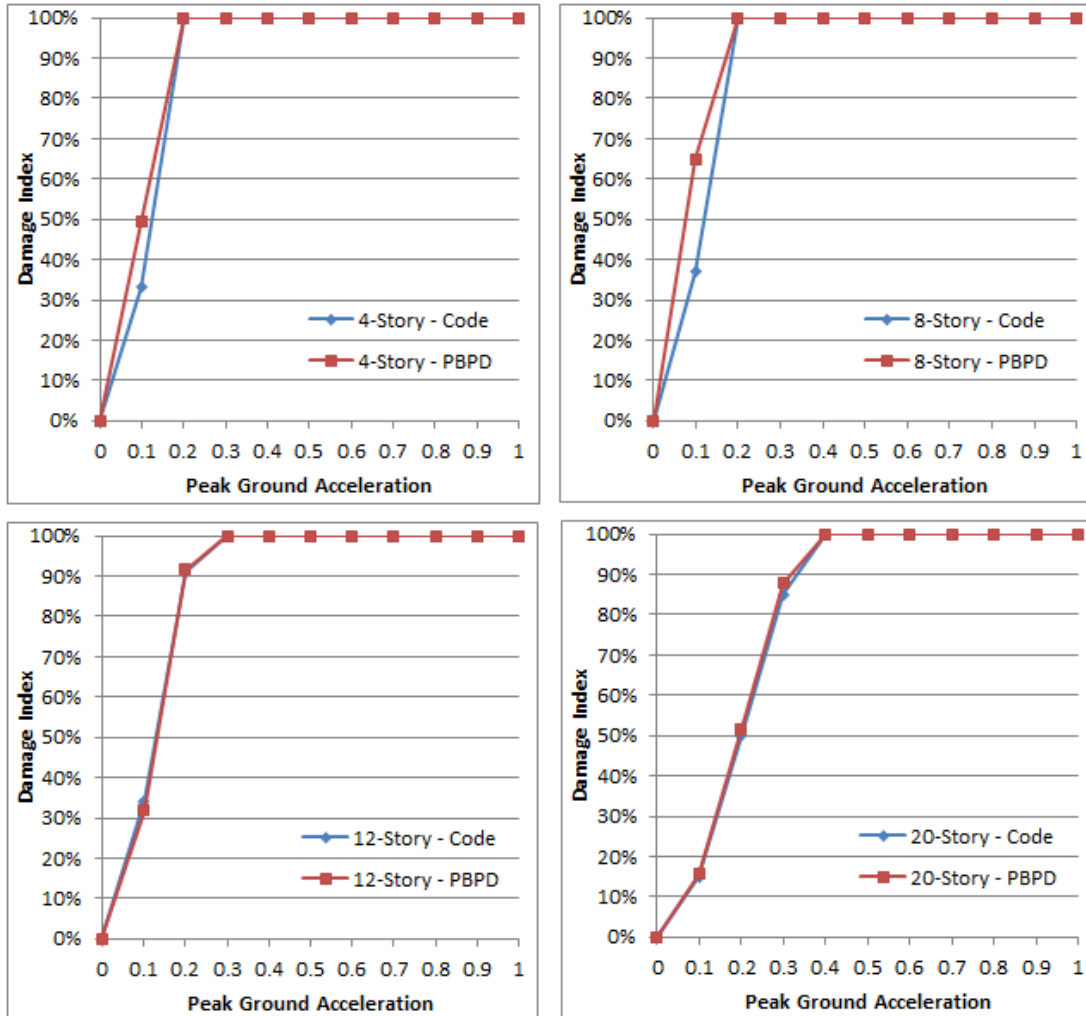 100%
90%
80%
70%
60%
50%
40%
30%
20%
10%
0%
Damage Index
4-Story - Code
4-Story - PBPD
0 0.1 0.2 0.3 0.4 0.5 0.6 0.7 0.8 0.9 1
Peak Ground Acceleration
100%
90%
80%
70%
60%
50%
40%
30%
20%
10%
0%
Damage Index
8-Story - Code
8-Story - PBPD
0 0.1 0.2 0.3 0.4 0.5 0.6 0.7 0.8 0.9 1
Peak Ground Acceleration
100%
90%
80%
70%
60%
50%
40%
30%
20%
10%
0%
Damage Index
12-Story - Code
12-Story - PBPD
0 0.1 0.2 0.3 0.4 0.5 0.6 0.7 0.8 0.9 1
Peak Ground Acceleration
100%
90%
80%
70%
60%
50%
40%
30%
20%
10%
0%
Damage Index
20-Story - Code
20-Story - PBPD
0 0.1 0.2 0.3 0.4 0.5 0.6 0.7 0.8 0.9 1
Peak Ground Acceleration